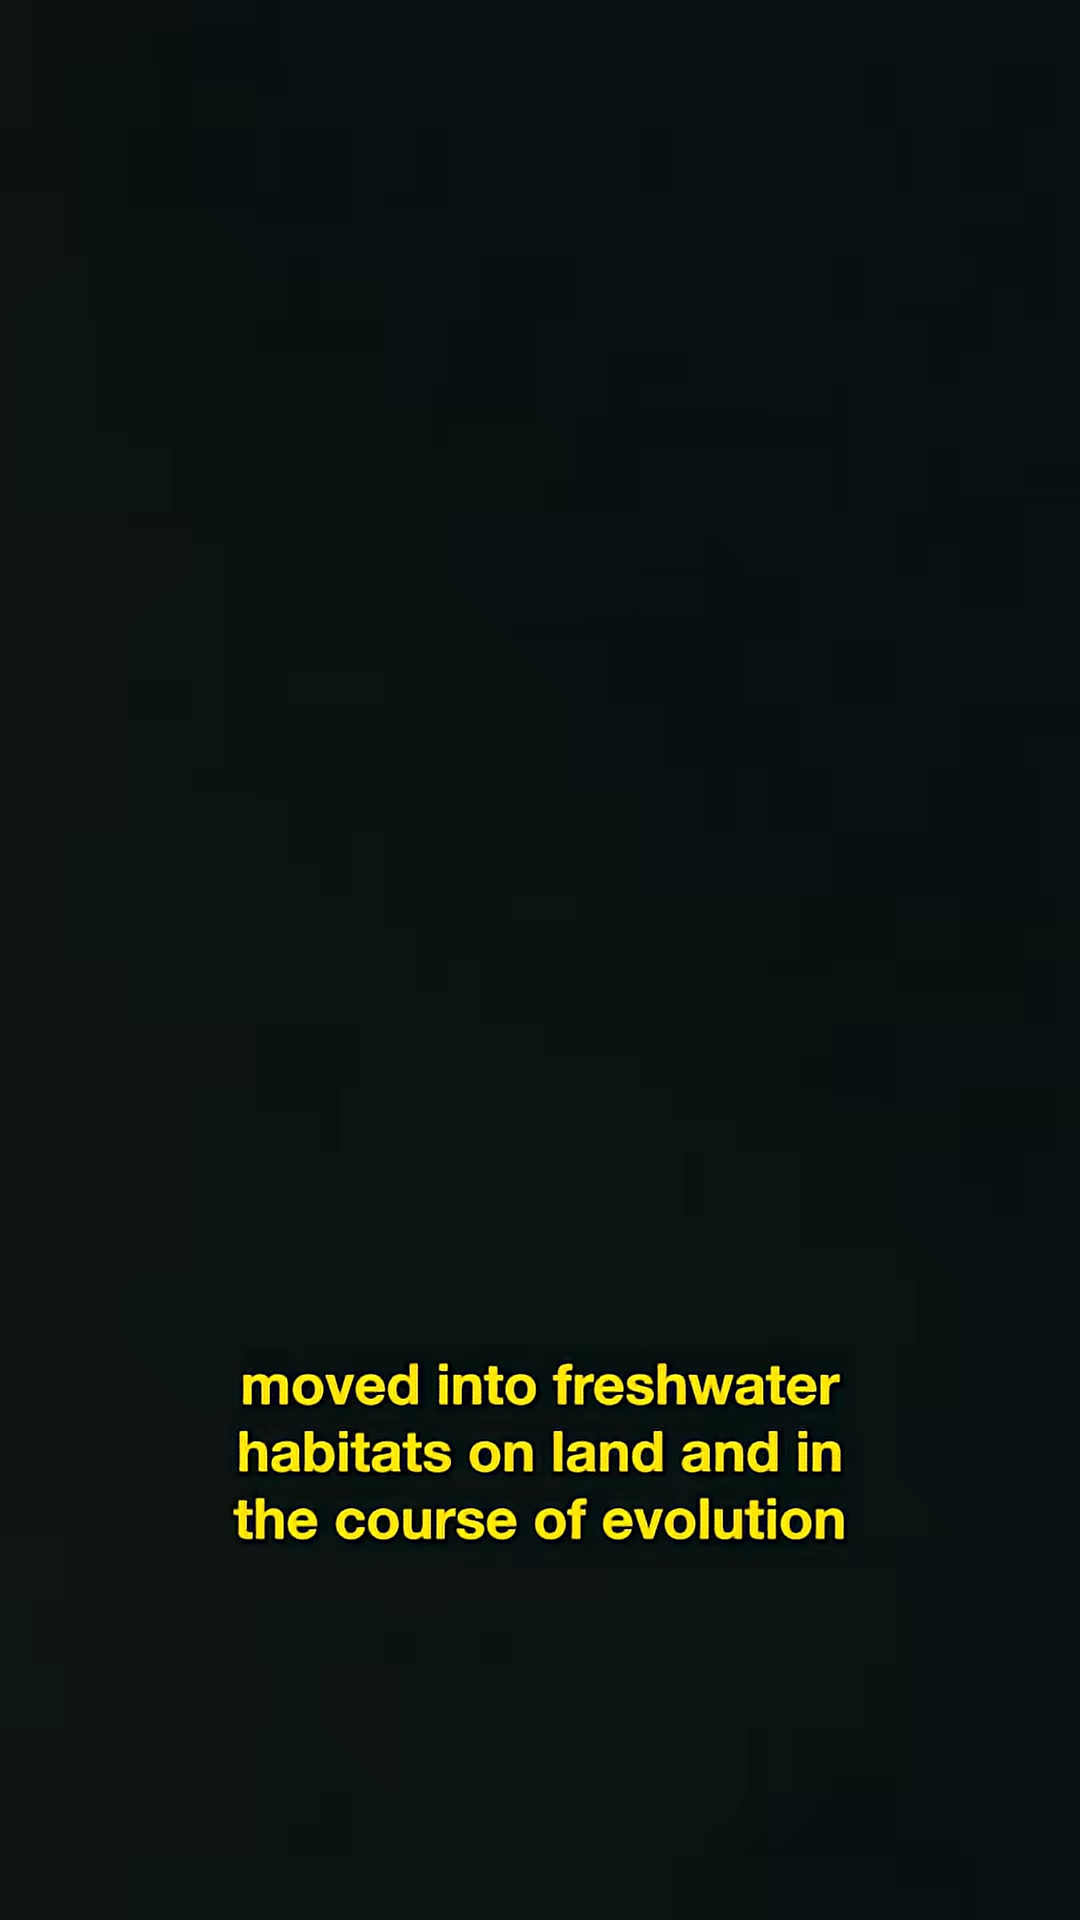 moved into freshwater
habitats on land and in
the course of evolution